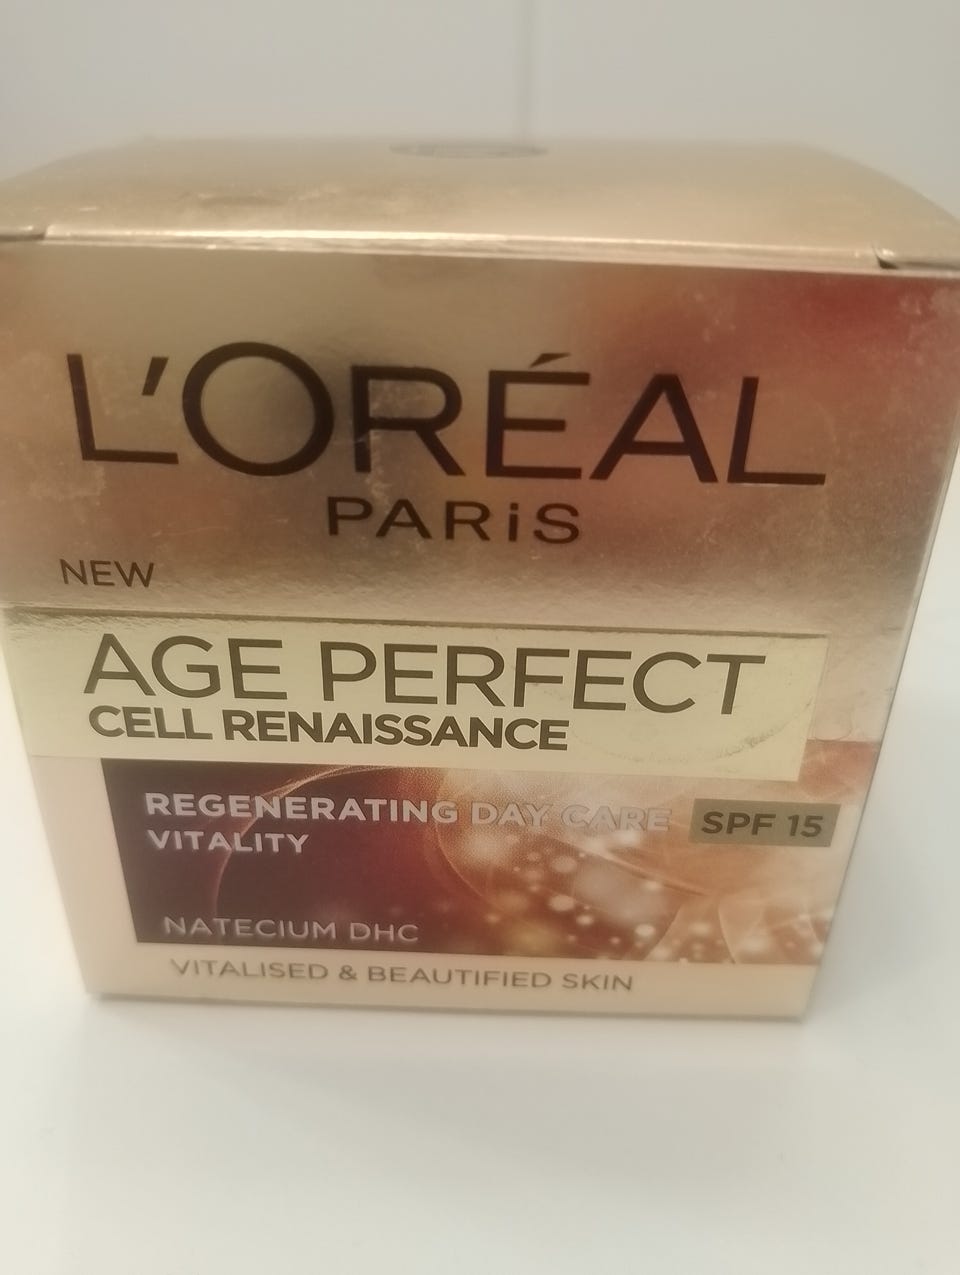 L'ORÉAL
PARiS
NEW
AGE PERFECT
CELL RENAISSANCE
REGENERATING DAY CARE SPF 15
VITALITY
NATECIUM DHC
VITALISED & BEAUTIFIED SKIN